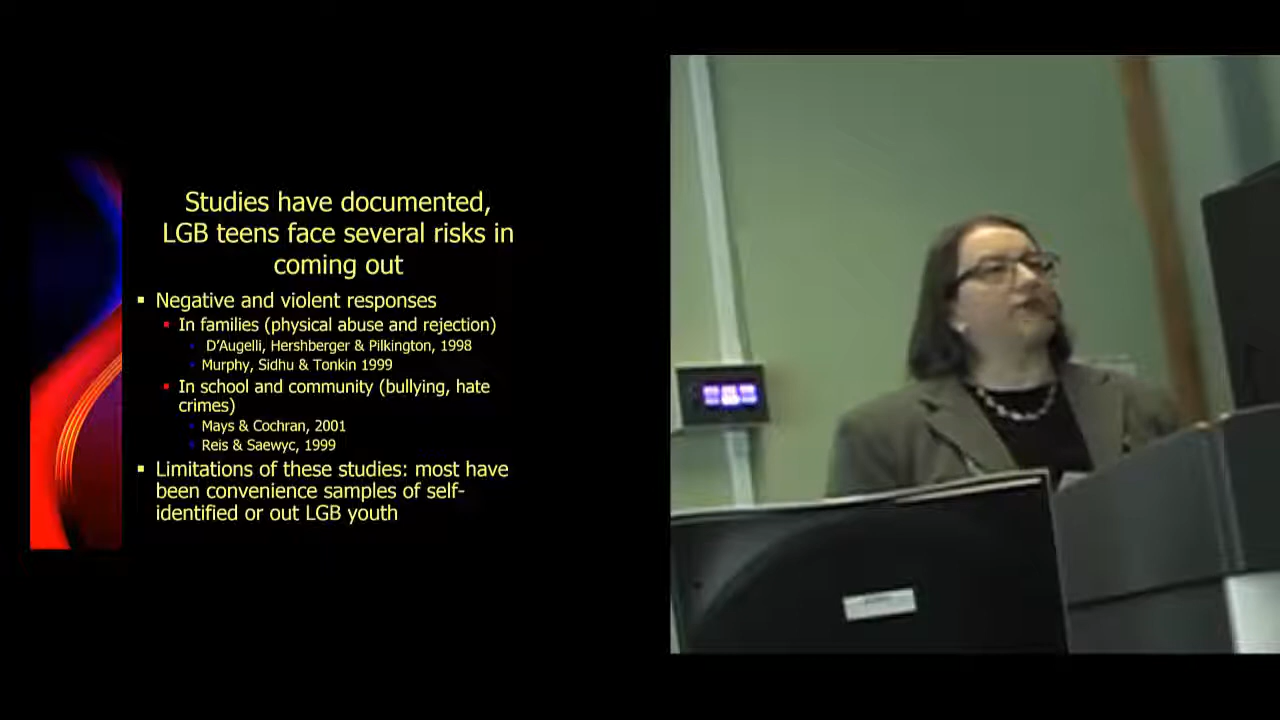 Studies have documented,
LGB teens face several risks in
coming out
Negative and violent responses
In families (physical abuse and rejection)
D'Augelli, Hershberger & Pilkington, 1998
Murphy, Sidhu & Tonkin 1999
In school and community (bullying, hate
crimes)
Mays & Cochran, 2001
Reis & Saewyc, 1999
Limitations of these studies: most have
been convenience samples of self-
identified or out LGB youth